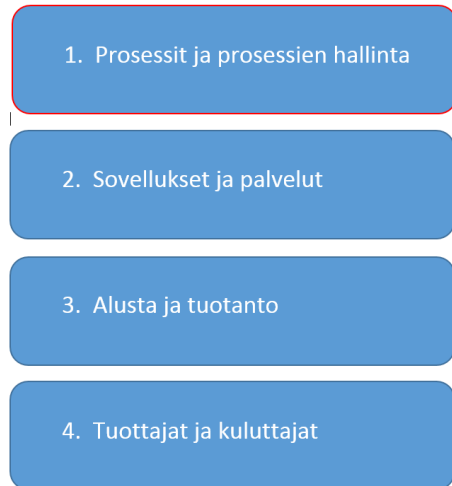 1. Prosessit ja prosessien hallinta
2. Sovellukset ja palvelut
3. Alusta ja tuotanto
4. Tuottajat ja kuluttajat